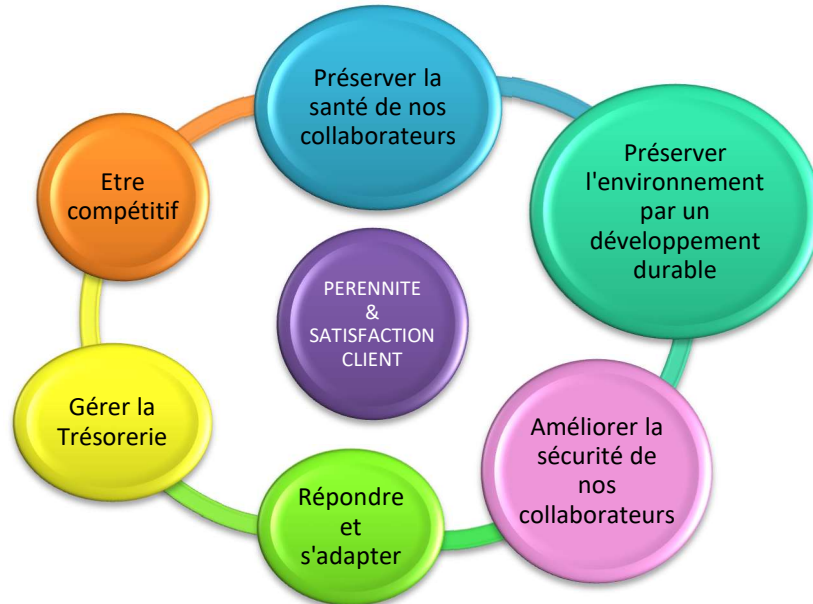 Préserver la
santé de nos
collaborateurs
Préserver
l'environnement
par un
développement
durable
Améliorer la
sécurité de
nos
collaborateurs
Répondre
et
s'adapter
Gérer la
Trésorerie
Etre
compétitif
PERENNITE
&
SATISFACTION
CLIENT